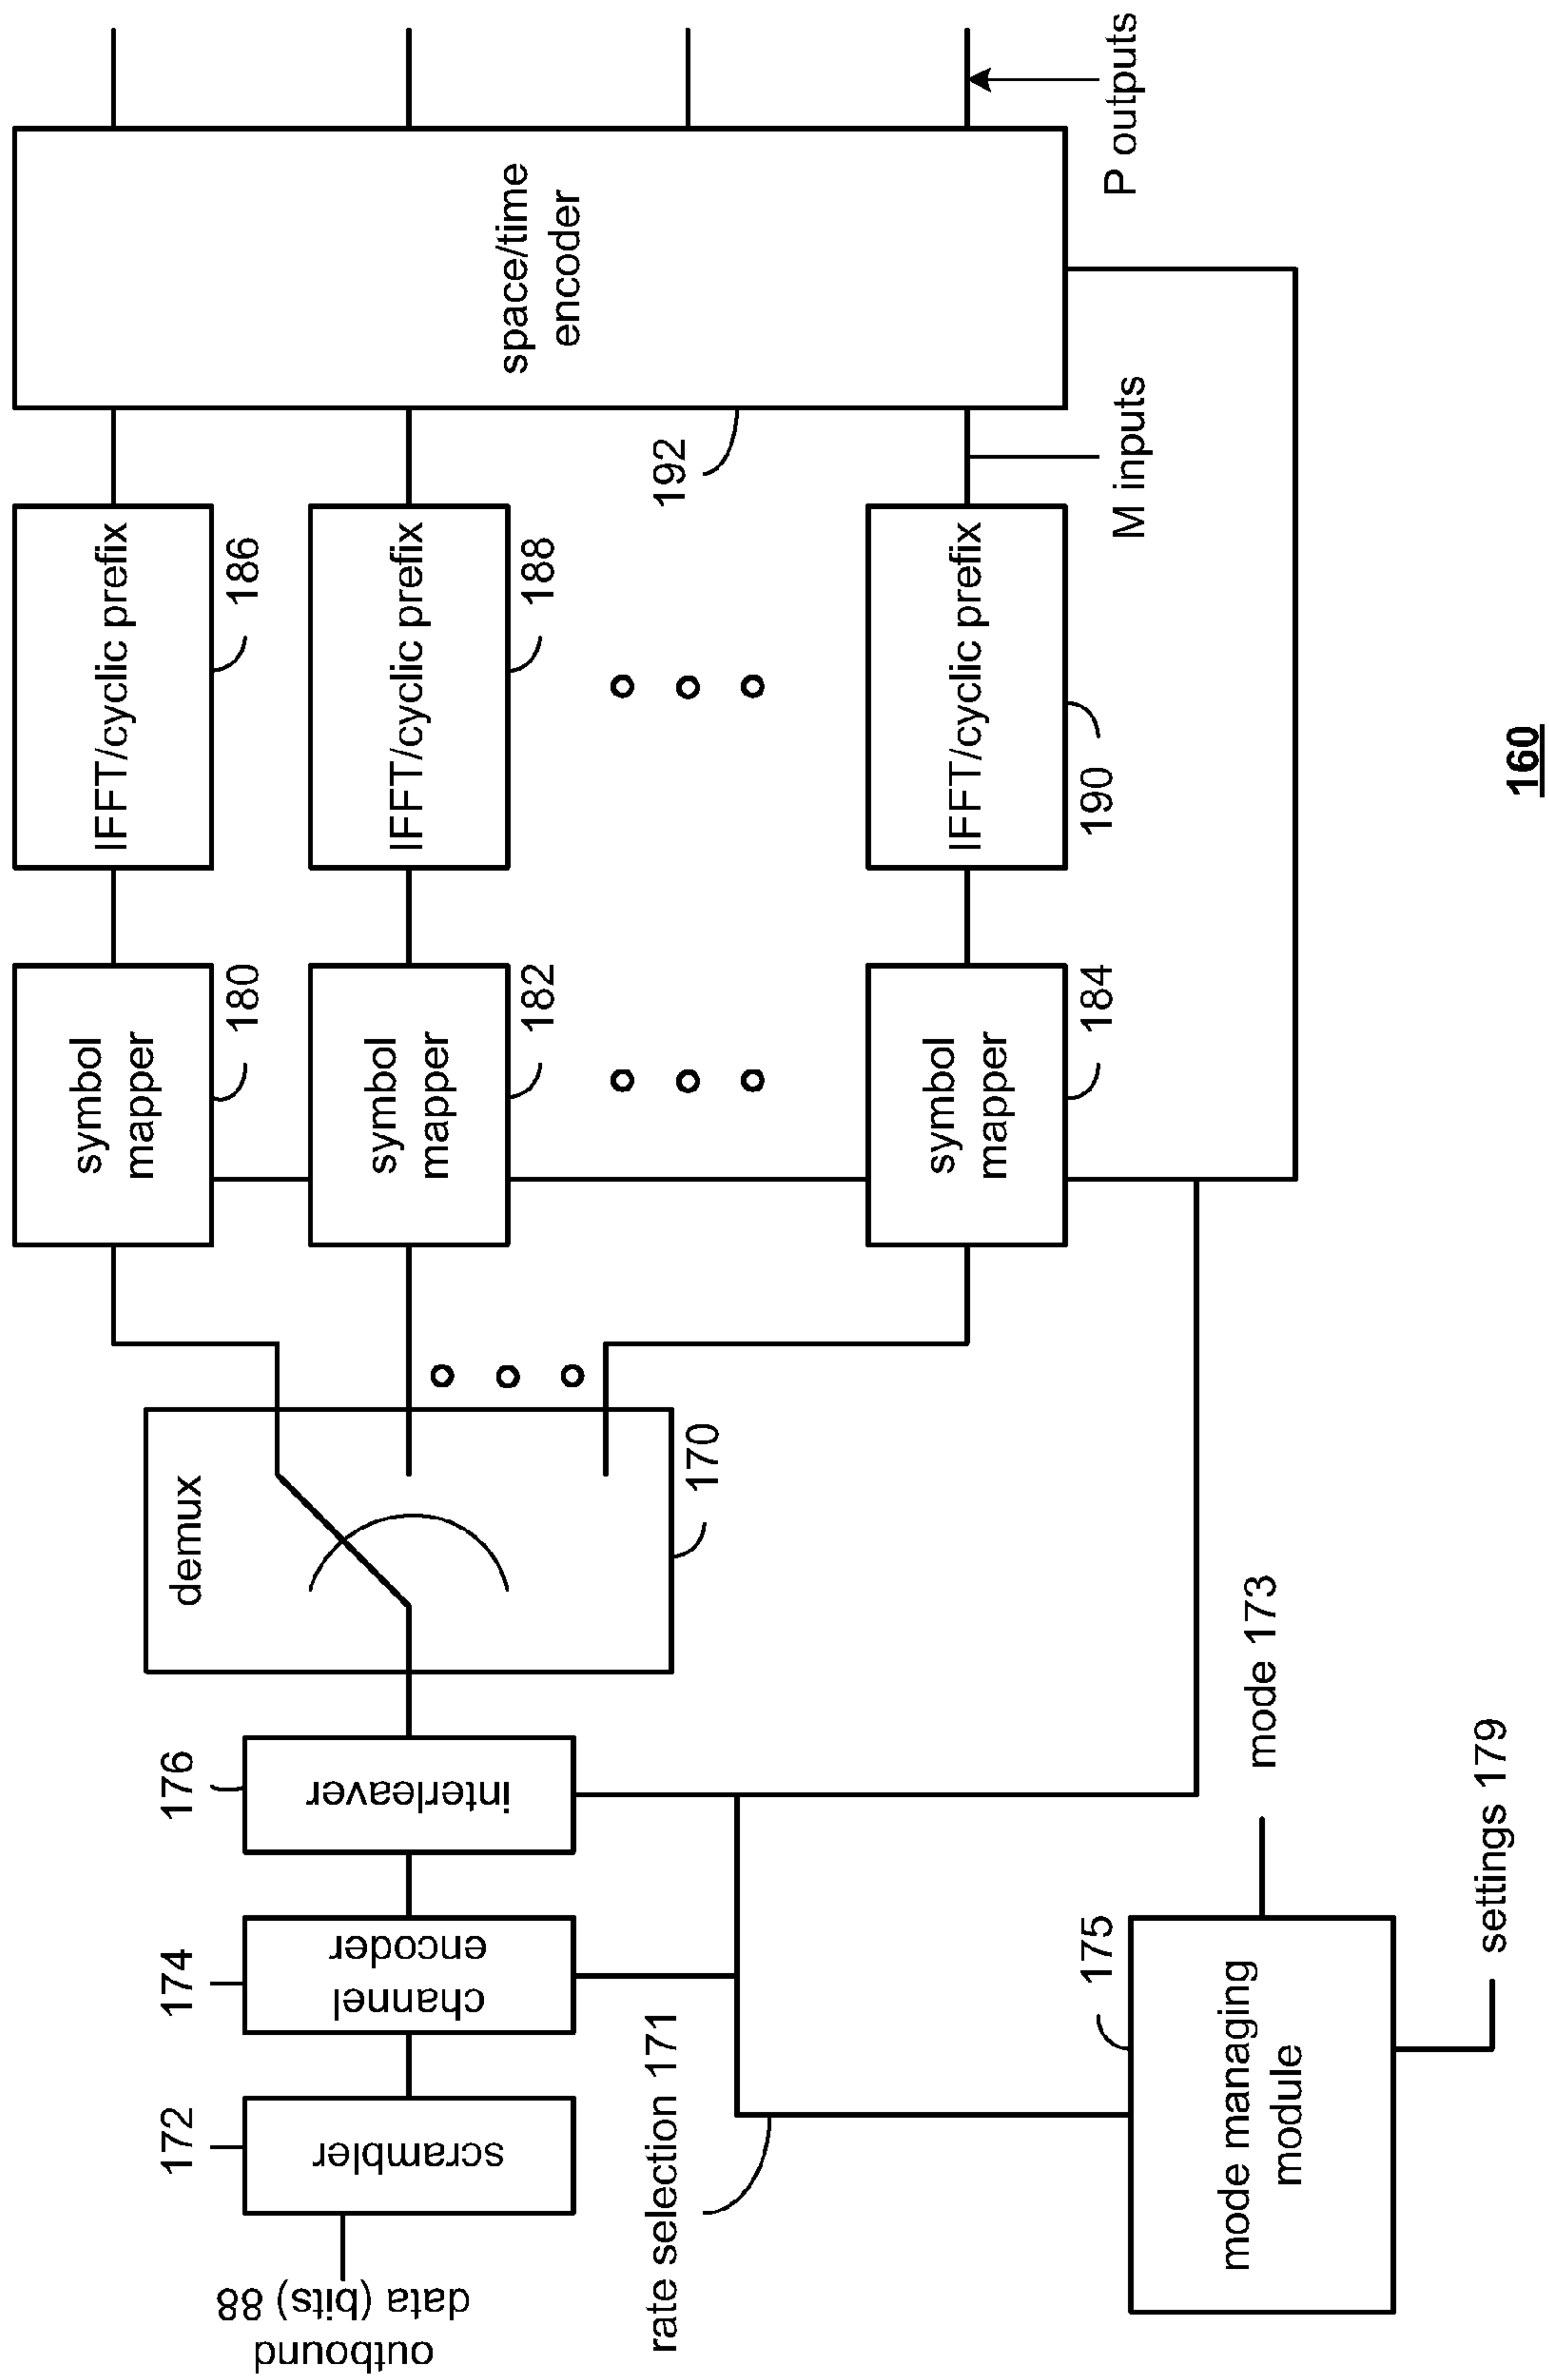 outbound
data (bits) 88
172
scrambler
174
channel
encoder
176
interleaver
demux
170
rate selection 171
175
mode managing
module
mode 173
settings 179
symbol
mapper
180
symbol
mapper
182
symbol
mapper
184
IFFT/cyclic prefix
186
IFFT/cyclic prefix
188
IFFT/cyclic prefix
190
192
M inputs
space/time
encoder
P outputs
160